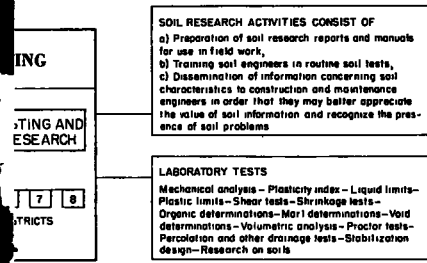 SOIL RESEARCH ACTIVITIES CONSIST OF
a) Preparation of soil research reports and manuals
for use in field work,
b) Training soil engineers in routine soil tests,
c) Dissemination of information concerning soil
characteristics to construction and maintenance
engineers in order that they may better appreciate
the value of soil information and recognize the pres-
ence of soil problems
ING
STING AND
ESEARCH
7 8
TRICTS
LABORATORY TESTS
Mechanical analysis—Plasticity index—Liquid limits—
Plastic limits—Shear tests—Shrinkage tests—
Organic determinations—Marl determinations—Void
determinations—Volumetric analysis—Proctor tests—
Percolation and other drainage tests—Stabilization
design—Research on soils